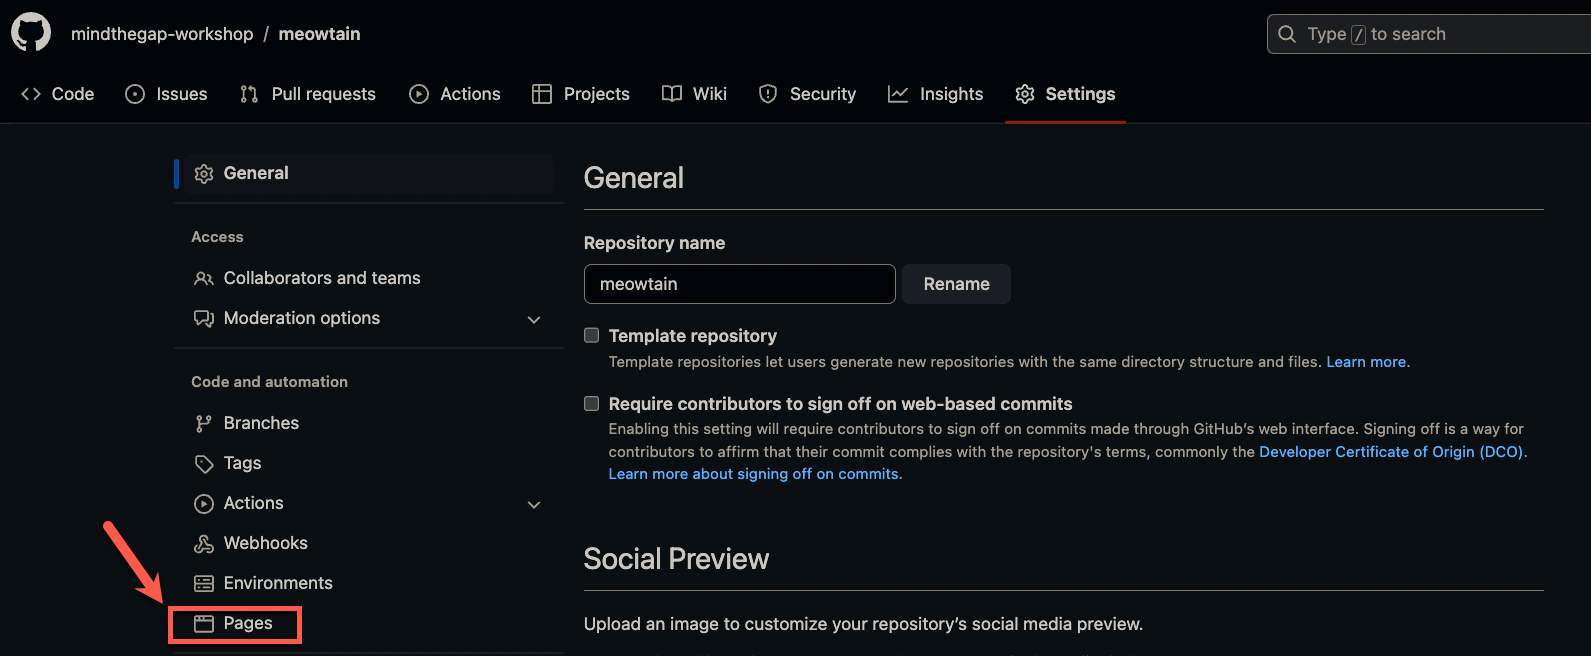 mindthegap-workshop / meowtain
Type / to search
Code Issues Pull requests Actions Projects Wiki Security Insights Settings
General
Access
Collaborators and teams
Moderation options
Code and automation
Branches
Tags
Actions
Webhooks
Environments
Pages
General
Repository name
meowtain Rename
Template repository
Template repositories let users generate new repositories with the same directory structure and files. Learn more.
Require contributors to sign off on web-based commits
Enabling this setting will require contributors to sign off on commits made through GitHub's web interface. Signing off is a way for
contributors to affirm that their commit complies with the repository's terms, commonly the Developer Certificate of Origin (DCO).
Learn more about signing off on commits.
Social Preview
Upload an image to customize your repository's social media preview.